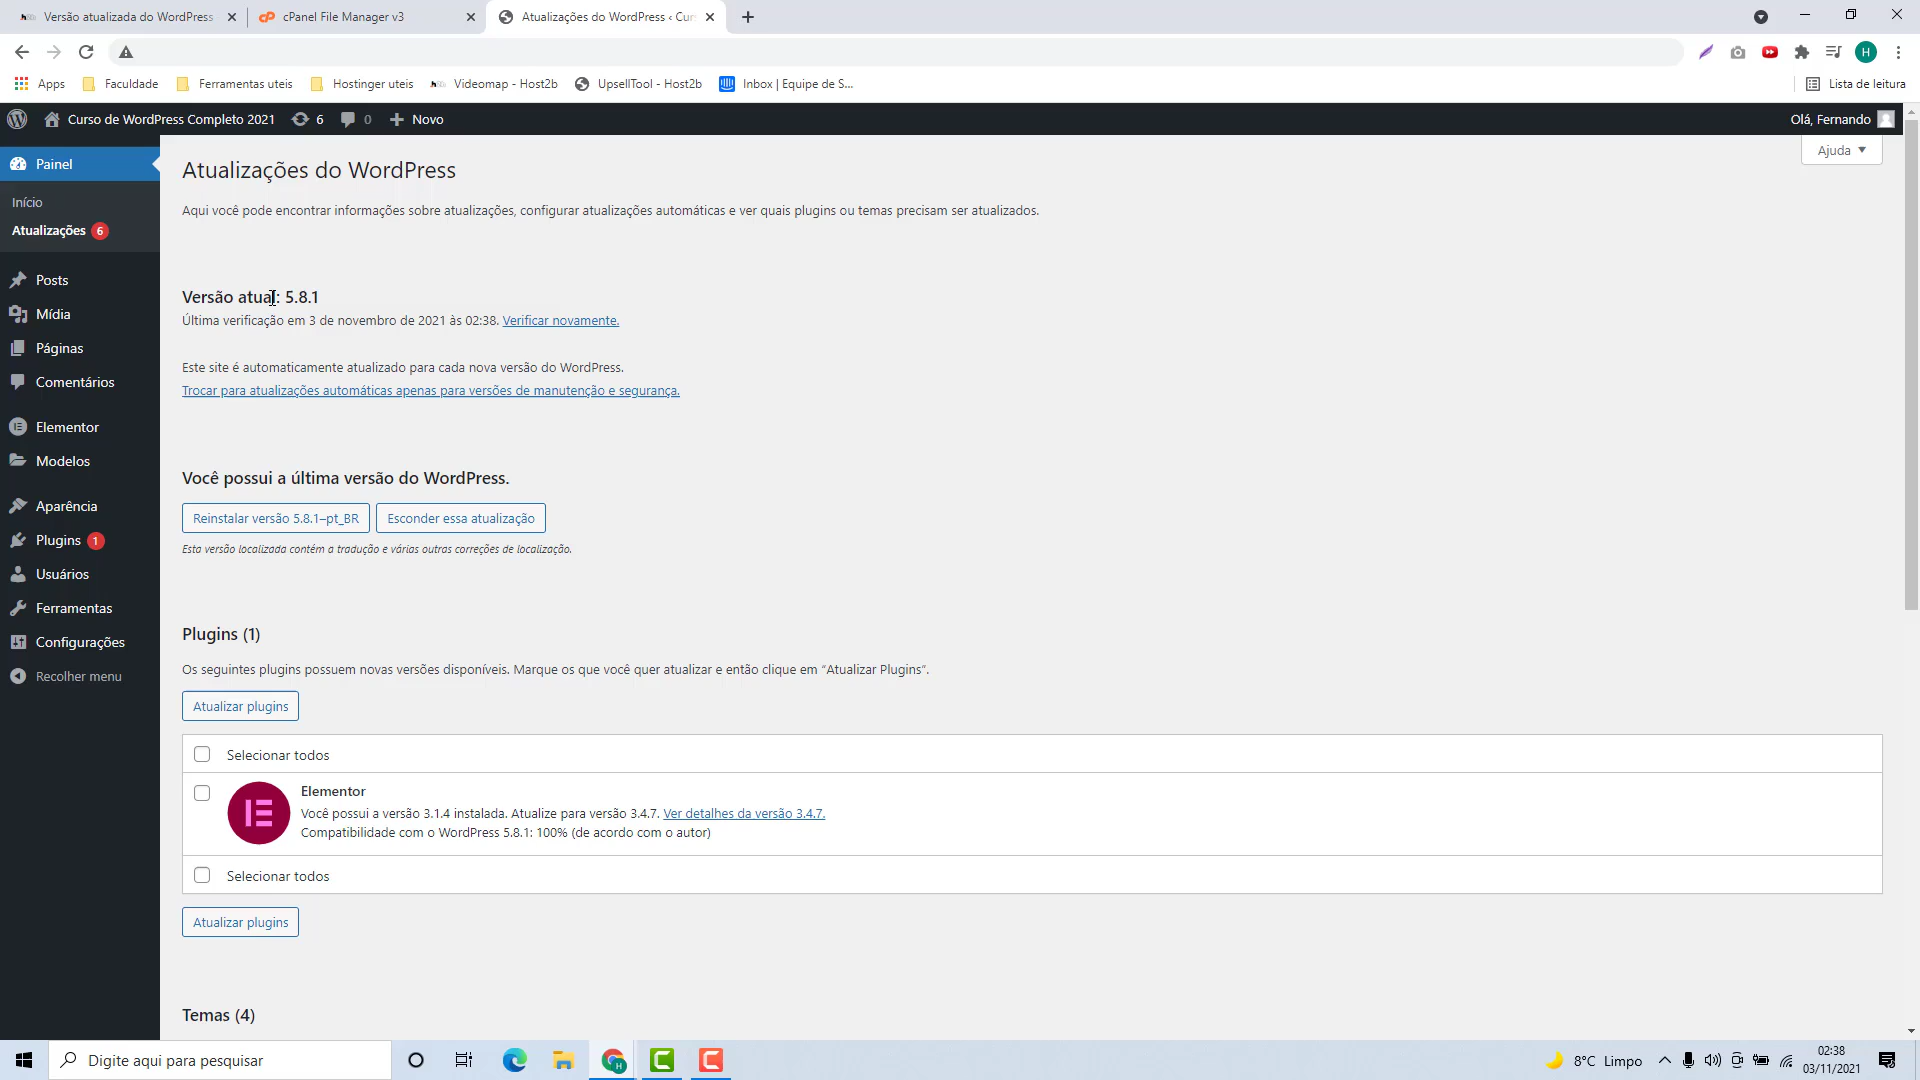 Versão atualizada do WordPress
cPanel File Manager v3
Atualizações do WordPress ‹ Cur
H
Apps
Faculdade
Ferramentas uteis
Hostinger uteis
Videomap - Host2b
UpsellTool - Host2b
Inbox | Equipe de S...
Lista de leitura
Curso de WordPress Completo 2021
6
0
Novo
Olá, Fernando
Painel
Início
Atualizações 6
Posts
Mídia
Páginas
Comentários
Elementor
Modelos
Aparência
Plugins 1
Usuários
Ferramentas
Configurações
Recolher menu
Ajuda
Atualizações do WordPress
Aqui você pode encontrar informações sobre atualizações, configurar atualizações automáticas e ver quais plugins ou temas precisam ser atualizados.
Versão atual: 5.8.1
Última verificação em 3 de novembro de 2021 às 02:38. Verificar novamente.
Este site é automaticamente atualizado para cada nova versão do WordPress.
Trocar para atualizações automáticas apenas para versões de manutenção e segurança.
Você possui a última versão do WordPress.
Reinstalar versão 5.8.1–pt_BR
Esconder essa atualização
Esta versão localizada contém a tradução e várias outras correções de localização.
Plugins (1)
Os seguintes plugins possuem novas versões disponíveis. Marque os que você quer atualizar e então clique em “Atualizar Plugins”.
Atualizar plugins
Selecionar todos
Elementor
Você possui a versão 3.1.4 instalada. Atualize para versão 3.4.7. Ver detalhes da versão 3.4.7.
Compatibilidade com o WordPress 5.8.1: 100% (de acordo com o autor)
Selecionar todos
Atualizar plugins
Temas (4)
Digite aqui para pesquisar
8°C Limpo
02:38
03/11/2021